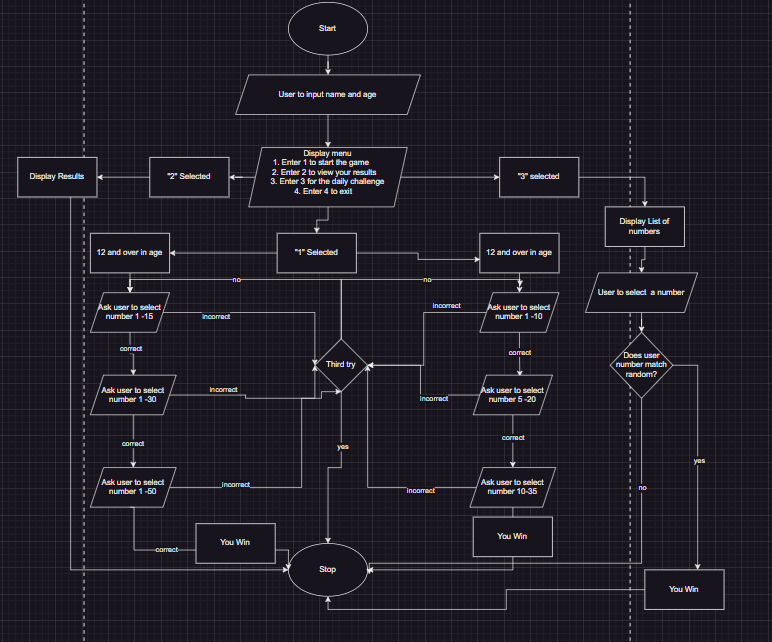 Start
User to input name and age
Display menu
1. Enter 1 to start the game
2. Enter 2 to view your results
3. Enter 3 for the daily challenge
4. Enter 4 to exit
Display Results
"2" Selected
"3" selected
Display List of
numbers
12 and over in age
"1" Selected
12 and over in age
no
no
User to select a number
Ask user to select
number 1 -15
incorrect
incorrect
Ask user to select
number 1 -10
correct
correct
Third try
Does user
number match
random?
Ask user to select
number 1 -30
incorrect
incorrect
Ask user to select
number 5 -20
correct
correct
yes
yes
Ask user to select
number 1 -50
incorrect
incorrect
Ask user to select
number 10-35
no
correct
You Win
You Win
Stop
You Win